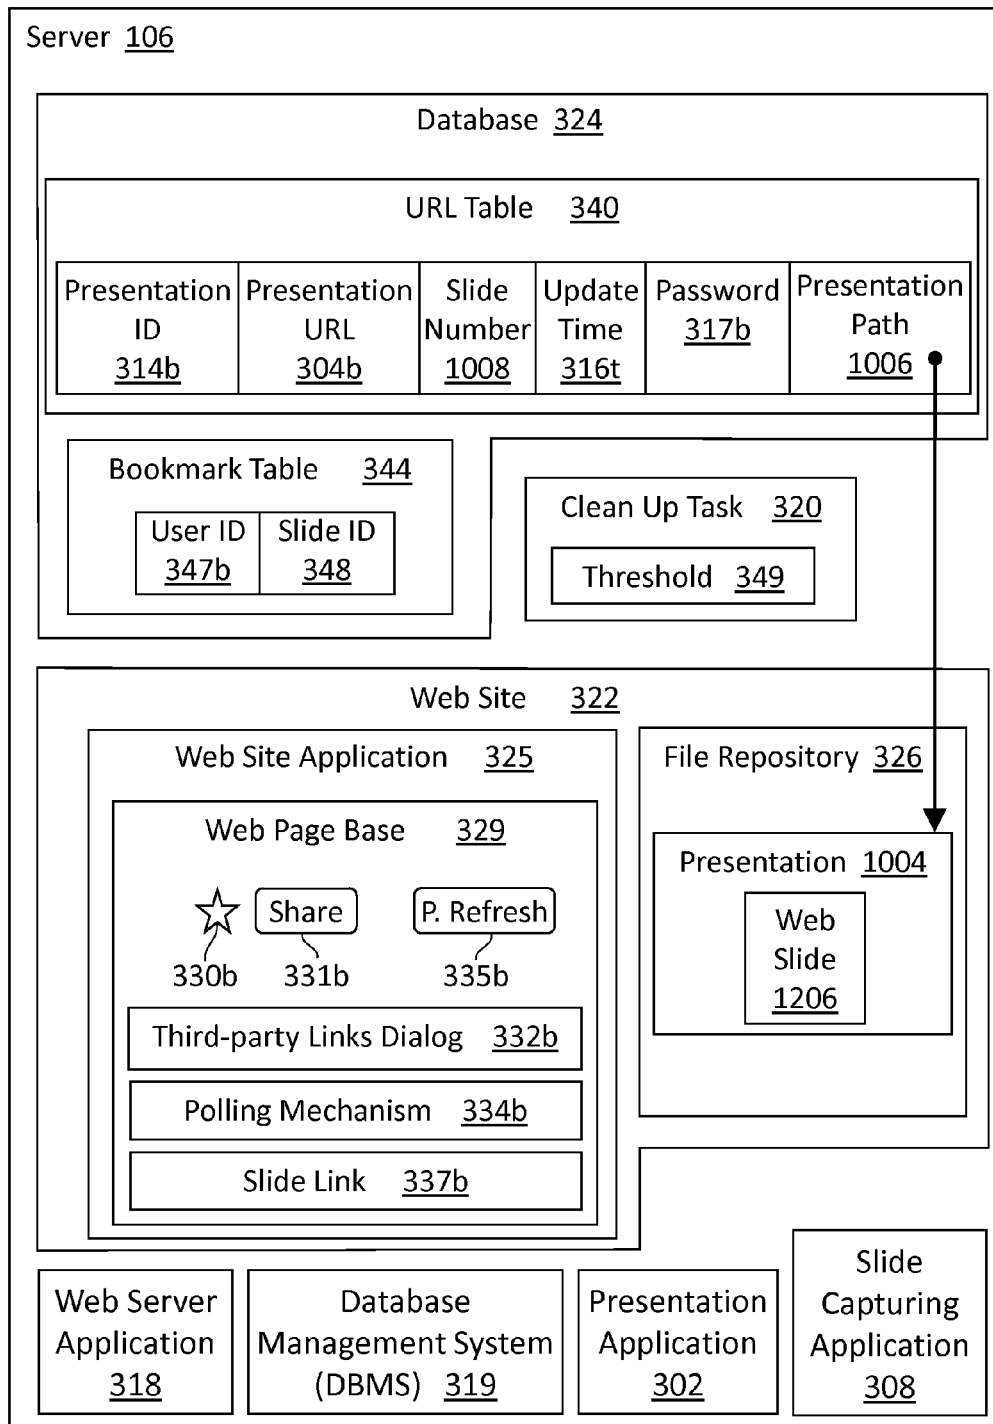 Server 106
Database 324
URL Table 340
Presentation ID 314b
Presentation URL 304b
Slide Number 1008
Update Time 316t
Password 317b
Presentation Path 1006
Bookmark Table 344
User ID 347b
Slide ID 348
Clean Up Task 320
Threshold 349
Web Site 322
Web Site Application 325
Web Page Base 329
Share
P. Refresh
330b
331b
335b
Third-party Links Dialog 332b
Polling Mechanism 334b
Slide Link 337b
File Repository 326
Presentation 1004
Web
Slide
1206
Web Server
Application
318
Database
Management System
(DBMS) 319
Presentation
Application
302
Slide
Capturing
Application
308